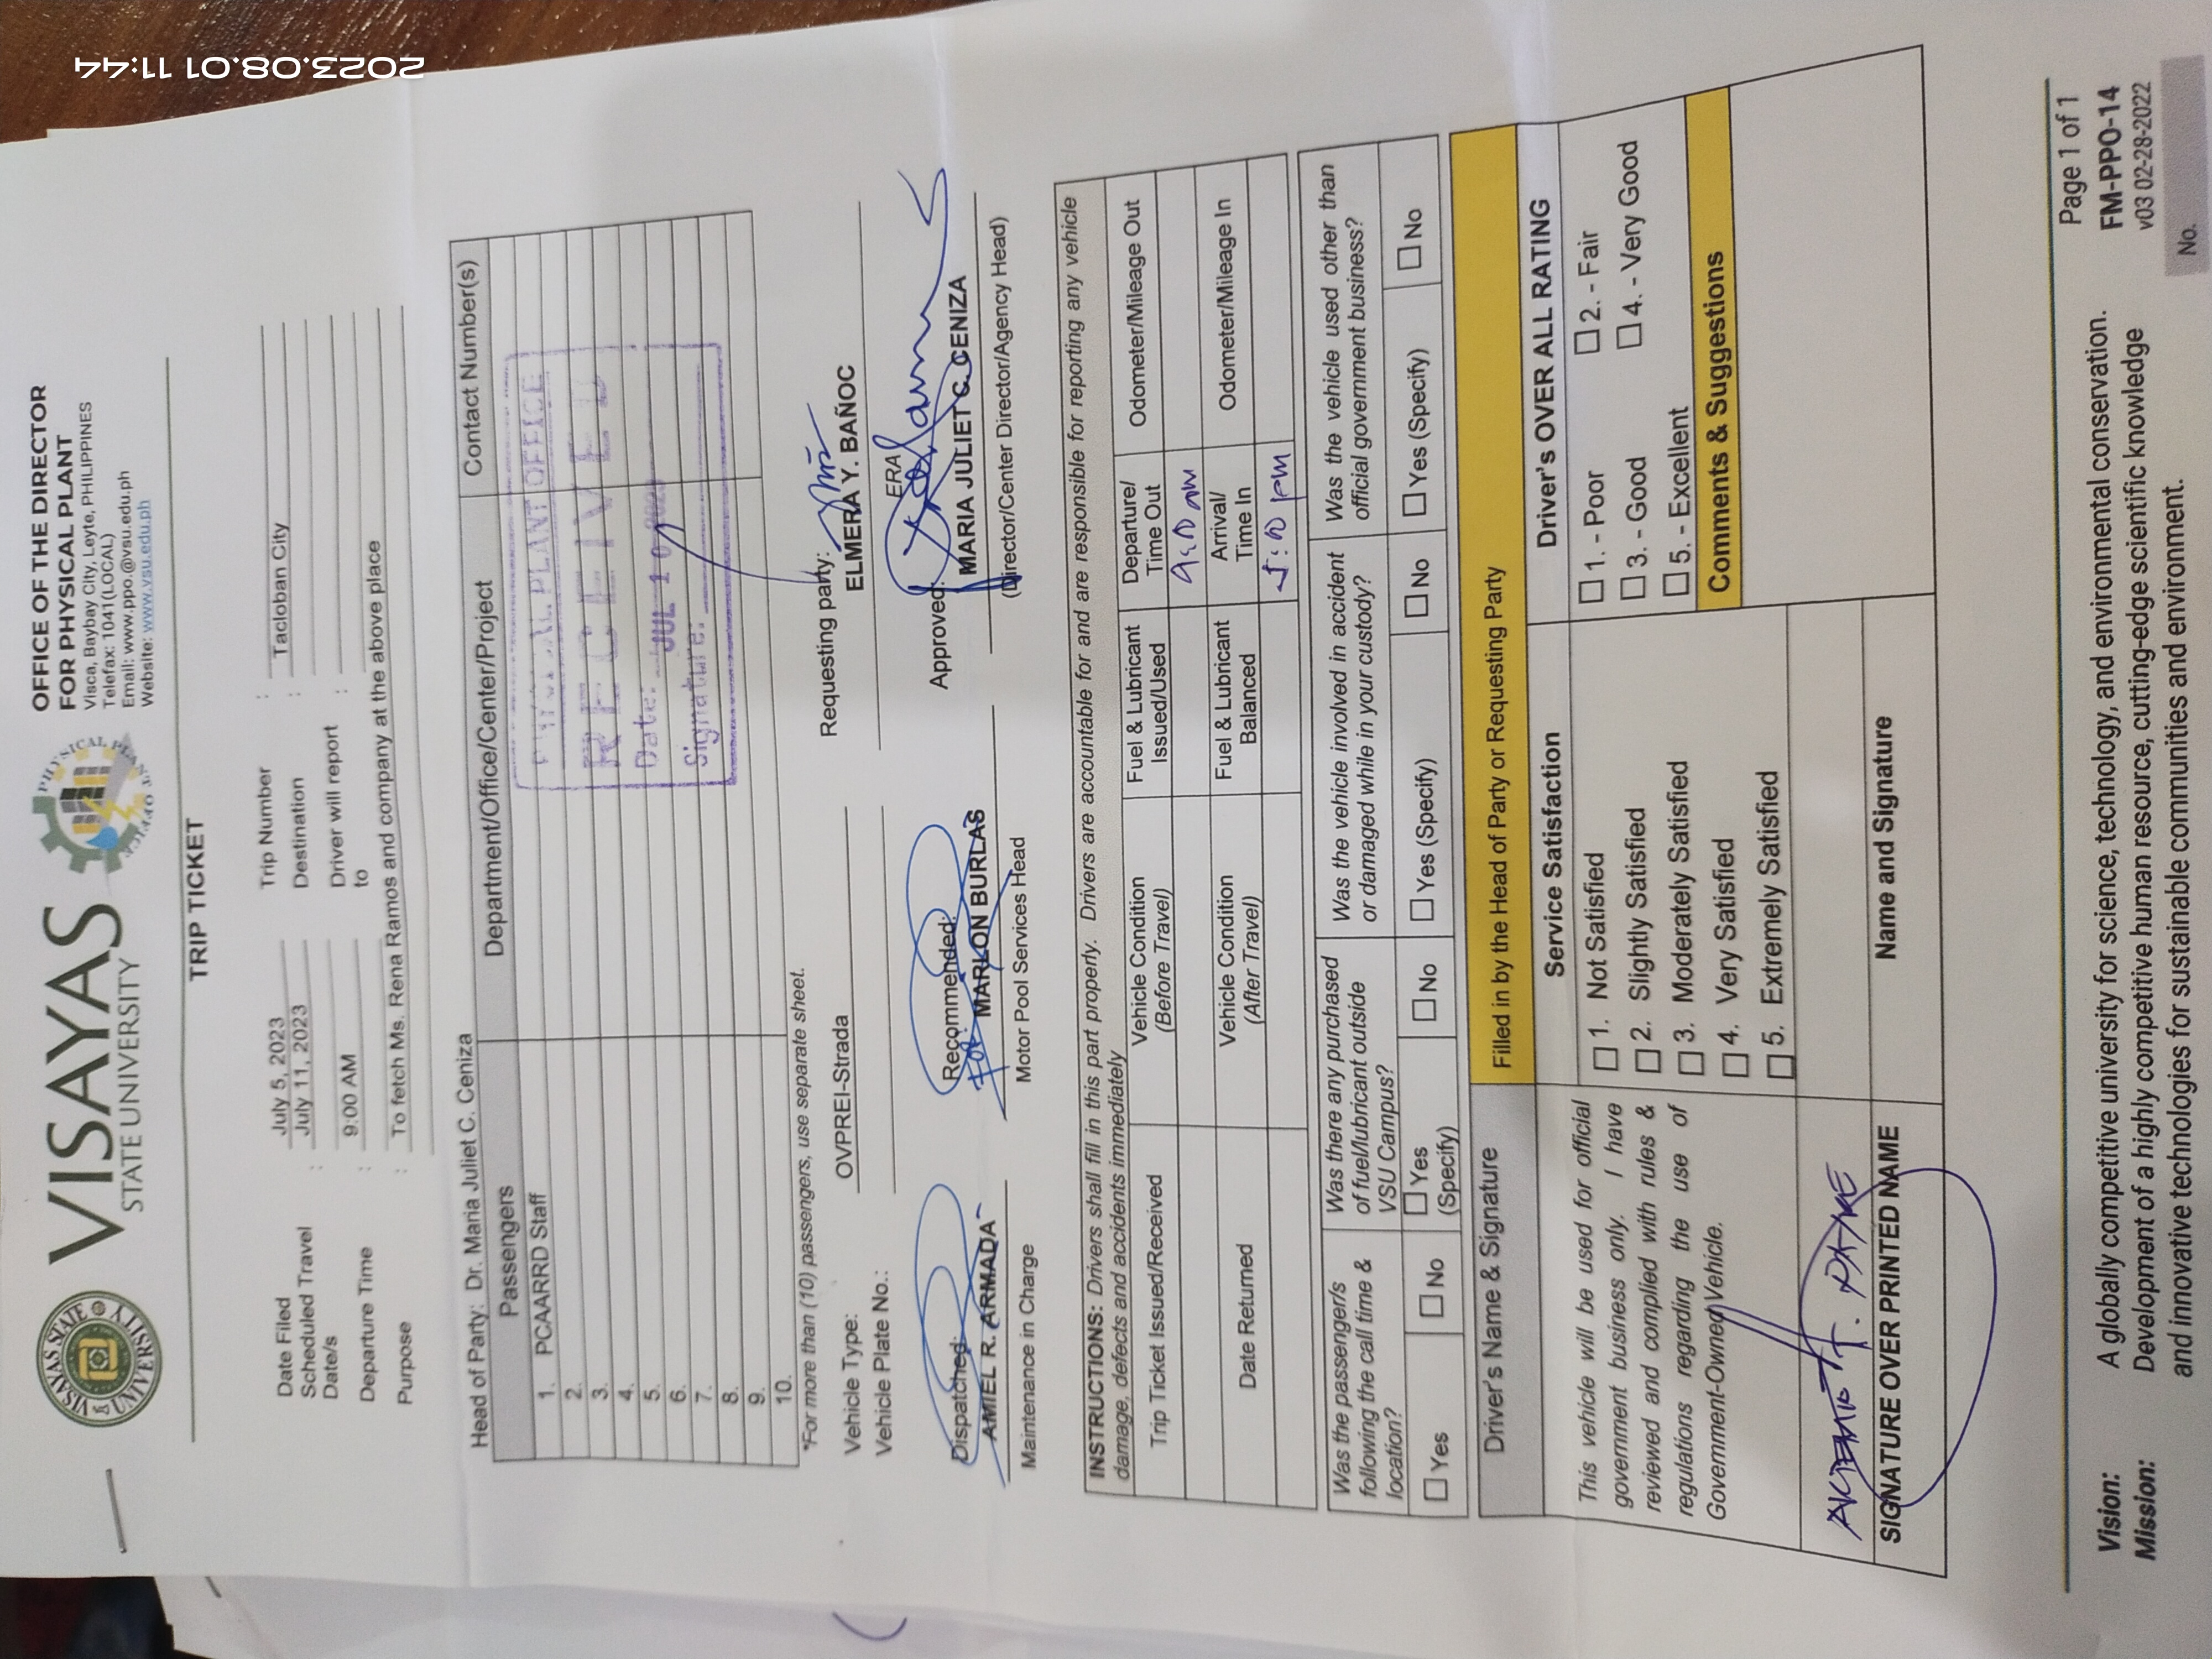 2023.08.01 11:44
VISAYAS
STATE UNIVERSITY
VISAYAS STATE UNIVERSITY
PHYSICAL PLANT OFFICE
OFFICE OF THE DIRECTOR
FOR PHYSICAL PLANT
Visca, Baybay City, Leyte, PHILIPPINES
Telefax: 1041(LOCAL)
Email: www.ppo.@vsu.edu.ph
Website: www.vsu.edu.ph
TRIP TICKET
Date Filed July 5, 2023 Trip Number :
Scheduled Travel Date/s : July 11, 2023 Destination : Tacloban City
Departure Time : 9:00 AM Driver will report to :
Purpose : To fetch Ms. Rena Ramos and company at the above place
Head of Party: Dr. Maria Juliet C. Ceniza
Passengers Department/Office/Center/Project Contact Number(s)
1. PCAARRD Staff
2.
3.
4.
5.
6.
7.
8.
9.
10.
PHYSICAL PLANT OFFICE
RECEIVED
Date: JUL 10 2023
Signature:
*For more than (10) passengers, use separate sheet.
Vehicle Type: OVPREI-Strada
Vehicle Plate No.:
Requesting party:
ELMERA Y. BAÑOC
Dispatched: Recommended: Approved: ERA
AMIEL R. ARMADA for: MARLON BURLAS MARIA JULIET C. CENIZA
Maintenance in Charge Motor Pool Services Head (Director/Center Director/Agency Head)
INSTRUCTIONS: Drivers shall fill in this part properly. Drivers are accountable for and are responsible for reporting any vehicle
damage, defects and accidents immediately
Trip Ticket Issued/Received Vehicle Condition (Before Travel) Fuel & Lubricant Issued/Used Departure/ Time Out Odometer/Mileage Out
9:00 am
Date Returned Vehicle Condition (After Travel) Fuel & Lubricant Balanced Arrival/ Time In Odometer/Mileage In
5:00 pm
Was the passenger/s following the call time & location? Was there any purchased of fuel/lubricant outside VSU Campus? Was the vehicle involved in accident or damaged while in your custody? Was the vehicle used other than official government business?
Yes No Yes (Specify) No Yes (Specify) No Yes (Specify) No
Driver's Name & Signature Filled in by the Head of Party or Requesting Party
Service Satisfaction Driver's OVER ALL RATING
This vehicle will be used for official
government business only. I have
reviewed and complied with rules &
regulations regarding the use of
Government-Owned Vehicle.
1. Not Satisfied
2. Slightly Satisfied
3. Moderately Satisfied
4. Very Satisfied
5. Extremely Satisfied
1. - Poor 2. - Fair
3. - Good 4. - Very Good
5. - Excellent
Comments & Suggestions
SIGNATURE OVER PRINTED NAME Name and Signature
Page 1 of 1
FM-PPO-14
v03 02-28-2022
No.
Vision: A globally competitive university for science, technology, and environmental conservation.
Mission: Development of a highly competitive human resource, cutting-edge scientific knowledge
and innovative technologies for sustainable communities and environment.